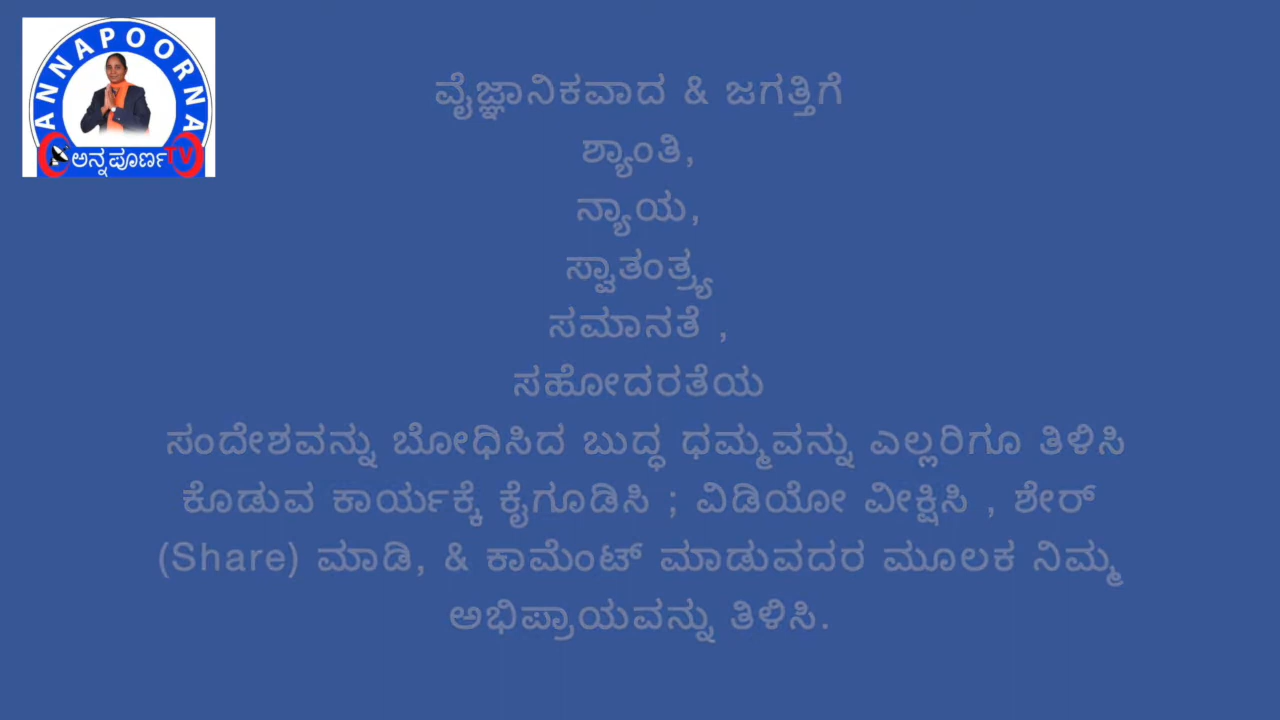 ANNAPOORNA
ಅನ್ನಪೂರ್ಣ TV
ವೈಜ್ಞಾನಿಕವಾದ & ಜಗತ್ತಿಗೆ
ಶ್ಯಾಂತಿ,
ನ್ಯಾಯ,
ಸ್ವಾತಂತ್ರ್ಯ
ಸಮಾನತೆ ,
ಸಹೋದರತೆಯ
ಸಂದೇಶವನ್ನು ಬೋಧಿಸಿದ ಬುದ್ಧ ಧಮ್ಮವನ್ನು ಎಲ್ಲರಿಗೂ ತಿಳಿಸಿ
ಕೊಡುವ ಕಾರ್ಯಕ್ಕೆ ಕೈಗೂಡಿಸಿ ; ವಿಡಿಯೋ ವೀಕ್ಷಿಸಿ , ಶೇರ್
(Share) ಮಾಡಿ, & ಕಾಮೆಂಟ್ ಮಾಡುವದರ ಮೂಲಕ ನಿಮ್ಮ
ಅಭಿಪ್ರಾಯವನ್ನು ತಿಳಿಸಿ.